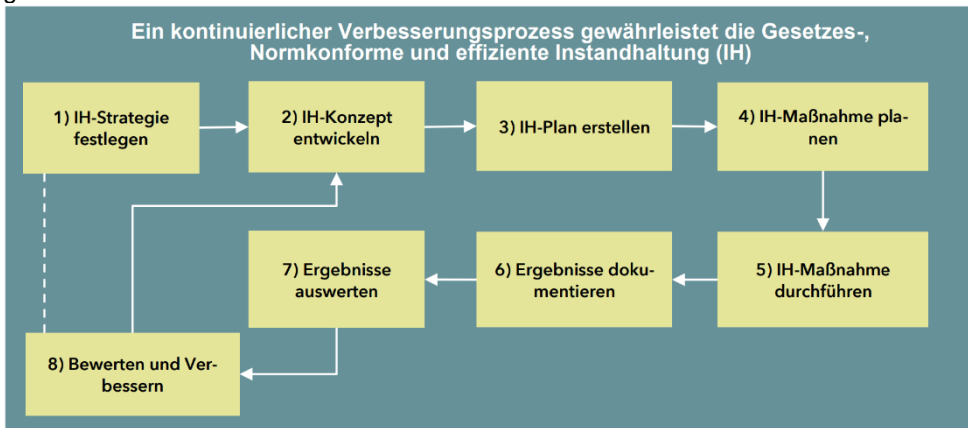 g
Ein kontinuierlicher Verbesserungsprozess gewährleistet die Gesetzes-,
Normkonforme und effiziente Instandhaltung (IH)
1) IH-Strategie
festlegen
2) IH-Konzept
entwickeln
3) IH-Plan erstellen
4) IH-Maßnahme pla-
nen
5) IH-Maßnahme
durchführen
6) Ergebnisse doku-
mentieren
7) Ergebnisse
auswerten
8) Bewerten und Ver-
bessern